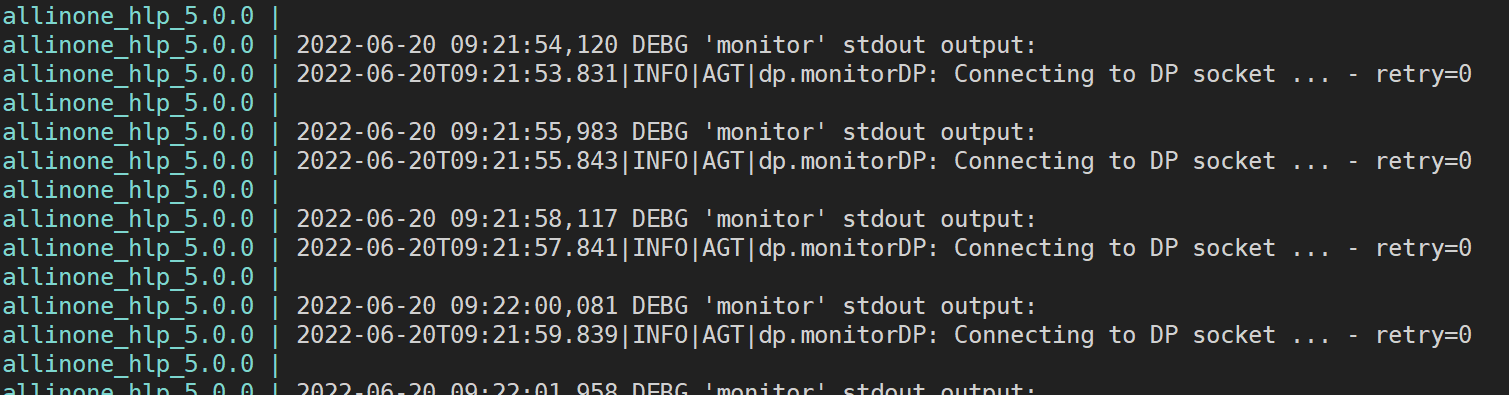 allinone_hlp_5.0.0 |
allinone_hlp_5.0.0 | 2022-06-20 09:21:54,120 DEBG 'monitor' stdout output:
allinone_hlp_5.0.0 | 2022-06-20T09:21:53.831|INFO|AGT|dp.monitorDP: Connecting to DP socket ... - retry=0
allinone_hlp_5.0.0 |
allinone_hlp_5.0.0 | 2022-06-20 09:21:55,983 DEBG 'monitor' stdout output:
allinone_hlp_5.0.0 | 2022-06-20T09:21:55.843|INFO|AGT|dp.monitorDP: Connecting to DP socket ... - retry=0
allinone_hlp_5.0.0 |
allinone_hlp_5.0.0 | 2022-06-20 09:21:58,117 DEBG 'monitor' stdout output:
allinone_hlp_5.0.0 | 2022-06-20T09:21:57.841|INFO|AGT|dp.monitorDP: Connecting to DP socket ... - retry=0
allinone_hlp_5.0.0 |
allinone_hlp_5.0.0 | 2022-06-20 09:22:00,081 DEBG 'monitor' stdout output:
allinone_hlp_5.0.0 | 2022-06-20T09:21:59.839|INFO|AGT|dp.monitorDP: Connecting to DP socket ... - retry=0
allinone_hlp_5.0.0 |
allinone_hlp_5.0.0 | 2022-06-20 09:22:01,958 DEBG 'monitor' stdout output: